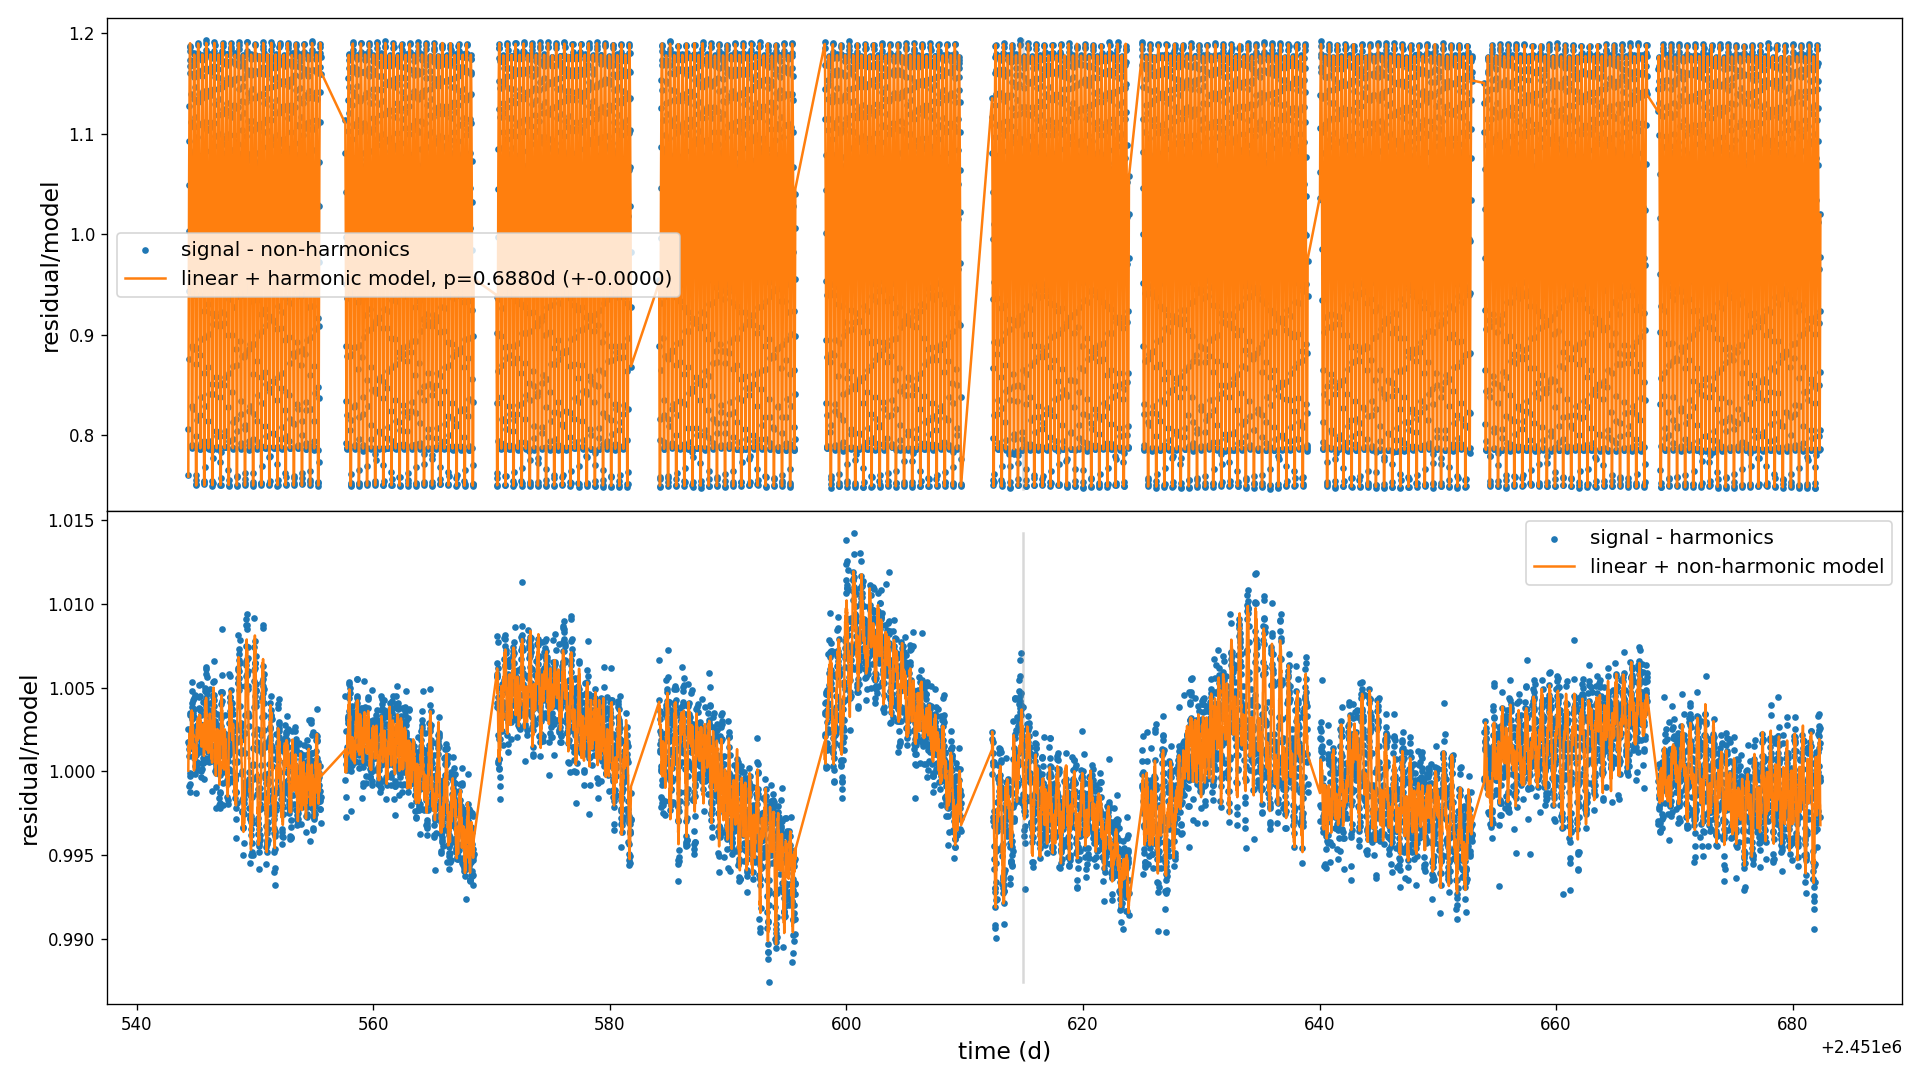 1.2
1.1
1.0
0.9
0.8
residual/model
signal - non-harmonics
linear + harmonic model, p=0.6880d (+-0.0000)
1.015
1.010
1.005
1.000
0.995
0.990
residual/model
signal - harmonics
linear + non-harmonic model
540 560 580 600 620 640 660 680
time (d)
+2.451e6